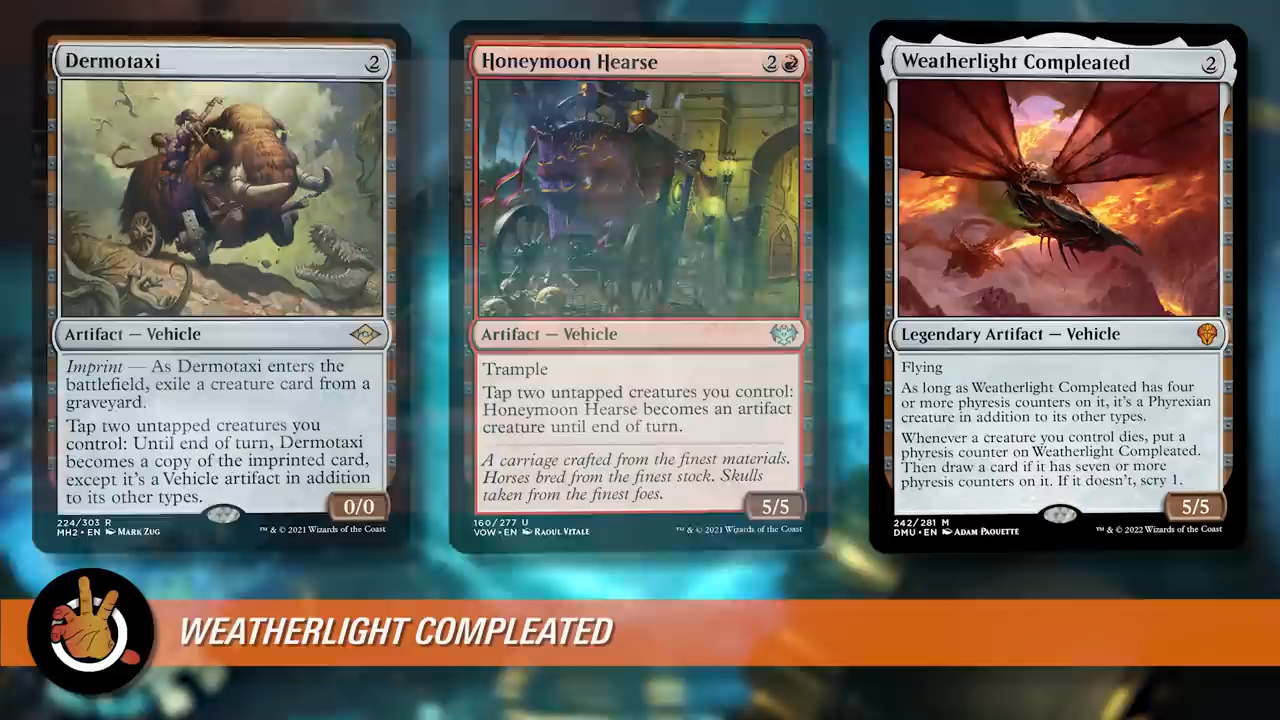 Dermotaxi 2
Artifact — Vehicle
Imprint — As Dermotaxi enters the
battlefield, exile a creature card from a
graveyard.
Tap two untapped creatures you
control: Until end of turn, Dermotaxi
becomes a copy of the imprinted card,
except it's a Vehicle artifact in addition
to its other types.
0/0
224/303 R
MH2 • EN MARK ZUG
™ & © 2021 Wizards of the Coast
Honeymoon Hearse 2
Artifact — Vehicle
Trample
Tap two untapped creatures you control:
Honeymoon Hearse becomes an artifact
creature until end of turn.
A carriage crafted from the finest materials.
Horses bred from the finest stock. Skulls
taken from the finest foes.
5/5
160/277 U
VOW • EN RAOUL VITALE
™ & © 2021 Wizards of the Coast
Weatherlight Compleated 2
Legendary Artifact — Vehicle
Flying
As long as Weatherlight Compleated has four
or more phyresis counters on it, it's a Phyrexian
creature in addition to its other types.
Whenever a creature you control dies, put a
phyresis counter on Weatherlight Compleated.
Then draw a card if it has seven or more
phyresis counters on it. If it doesn't, scry 1.
5/5
242/281 M
DMU • EN ADAM PAQUETTE
™ & © 2022 Wizards of the Coast
WEATHERLIGHT COMPLEATED